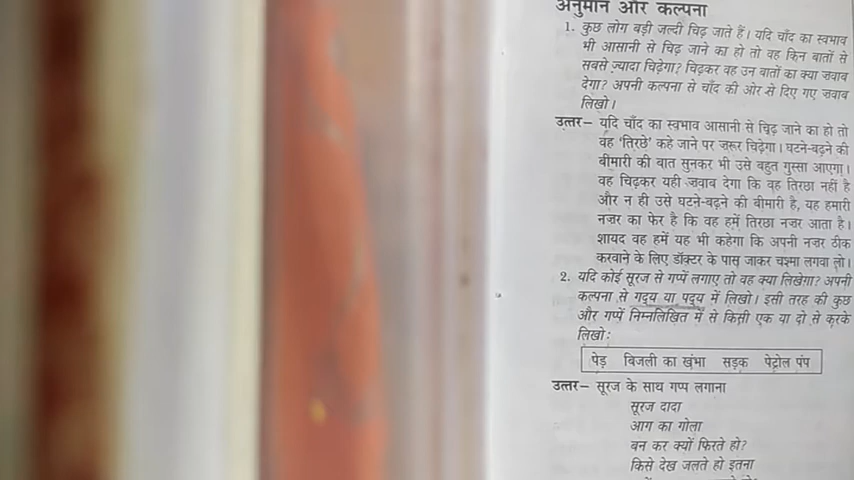 अनुमान और कल्पना
1. कुछ लोग बड़ी जल्दी चिढ़ जाते हैं। यदि चाँद का स्वभाव
भी आसानी से चिढ़ जाने का हो तो वह किन बातों से
सबसे ज़्यादा चिढ़ेगा? चिढ़कर वह उन बातों का क्या जवाब
देगा? अपनी कल्पना से चाँद की ओर से दिए गए जवाब
लिखो।
उत्तर– यदि चाँद का स्वभाव आसानी से चिढ़ जाने का हो तो
वह 'तिरछे' कहे जाने पर ज़रूर चिढ़ेगा। घटने-बढ़ने की
बीमारी की बात सुनकर भी उसे बहुत गुस्सा आएगा।
वह चिढ़कर यही जवाब देगा कि वह तिरछा नहीं है
और न ही उसे घटने-बढ़ने की बीमारी है, यह हमारी
नज़र का फेर है कि वह हमें तिरछा नज़र आता है।
शायद वह हमें यह भी कहेगा कि अपनी नज़र ठीक
करवाने के लिए डॉक्टर के पास जाकर चश्मा लगवा लो।
2. यदि कोई सूरज से गप्पें लगाए तो वह क्या लिखेगा? अपनी
कल्पना से गद्य या पद्य में लिखो। इसी तरह की कुछ
और गप्पें निम्नलिखित में से किसी एक या दो से करके
लिखो:
पेड़ बिजली का खंभा सड़क पेट्रोल पंप
उत्तर– सूरज के साथ गप्प लगाना
सूरज दादा
आग का गोला
बन कर क्यों फिरते हो?
किसे देख जलते हो इतना